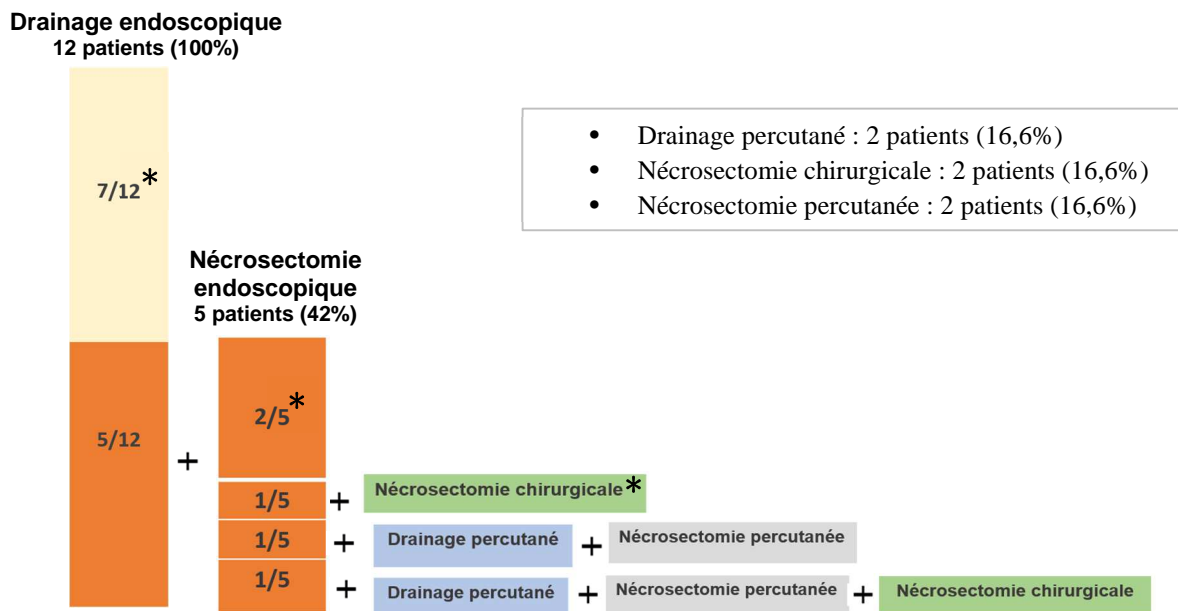 Drainage endoscopique
12 patients (100%)
• Drainage percutané : 2 patients (16,6%)
• Nécrosectomie chirurgicale : 2 patients (16,6%)
• Nécrosectomie percutanée : 2 patients (16,6%)
7/12*
Nécrosectomie
endoscopique
5 patients (42%)
5/12
+
2/5*
1/5 + Nécrosectomie chirurgicale*
1/5 + Drainage percutané + Nécrosectomie percutanée
1/5 + Drainage percutané + Nécrosectomie percutanée + Nécrosectomie chirurgicale